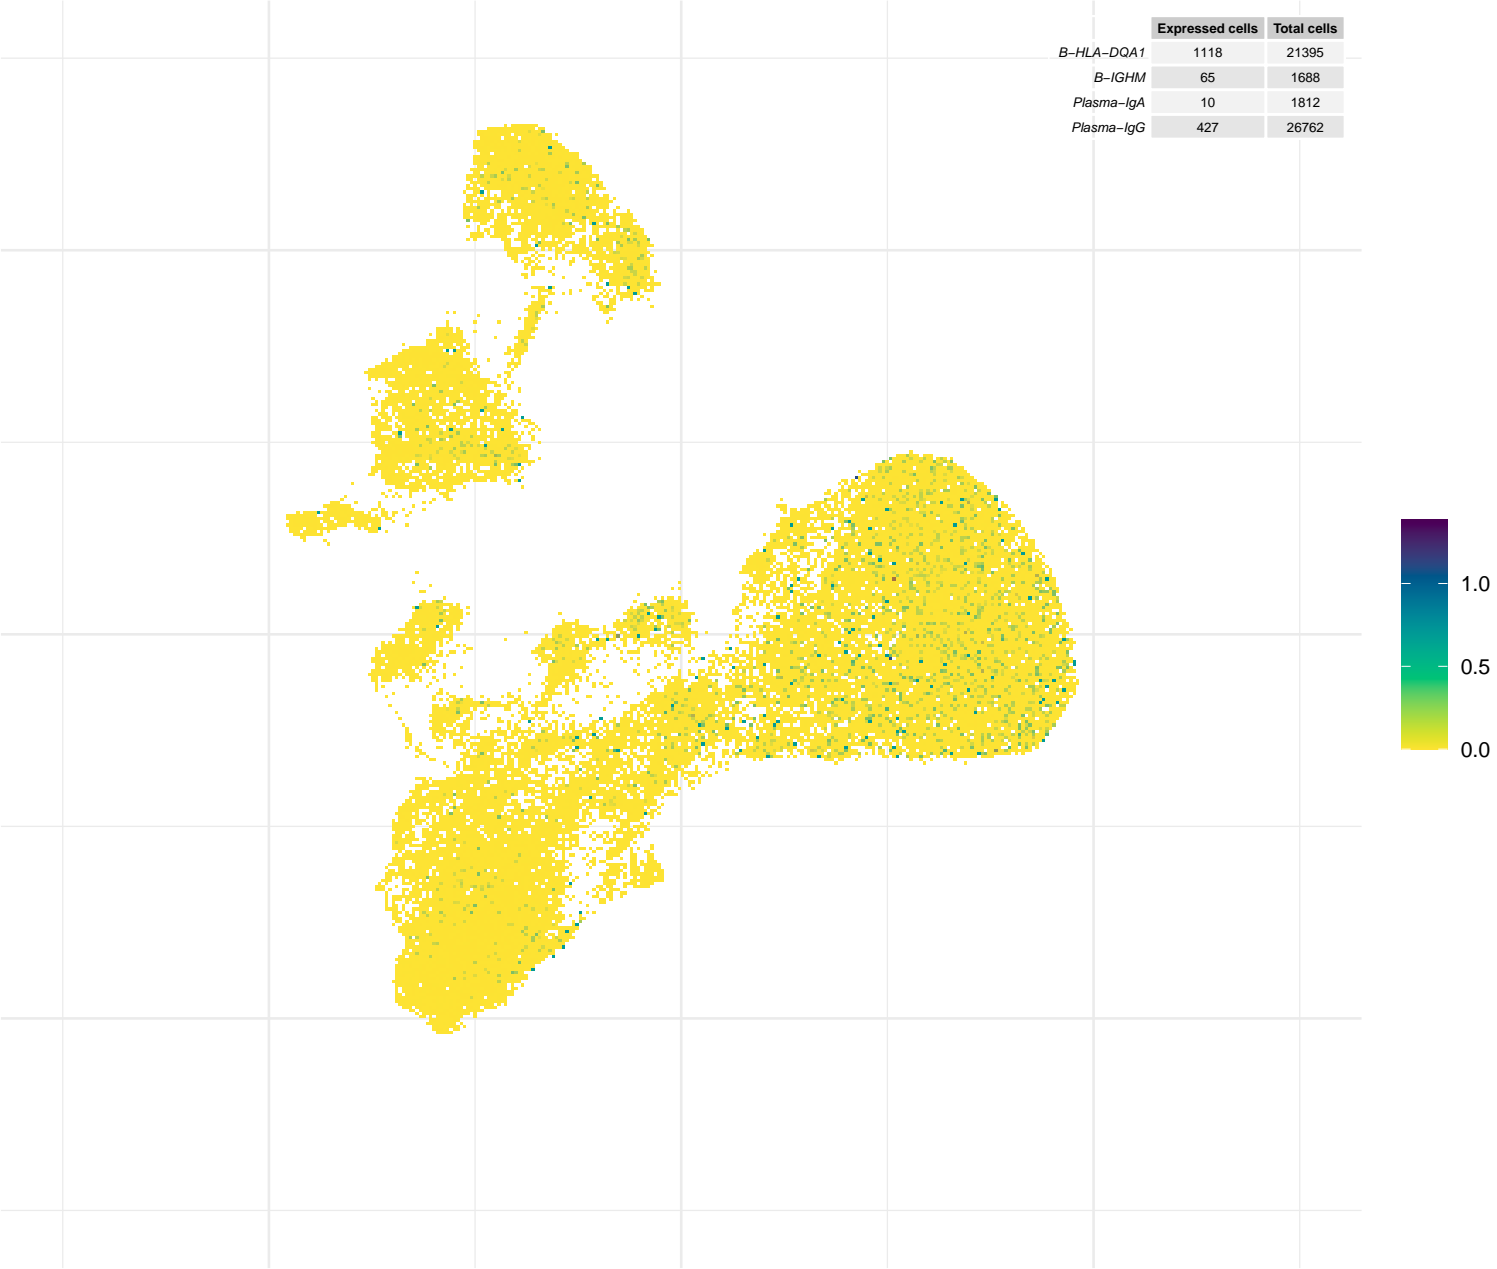 Expressed cells Total cells
B−HLA−DQA1 1118 21395
B−IGHM 65 1688
Plasma−IgA 10 1812
Plasma−IgG 427 26762
1.0
0.5
0.0